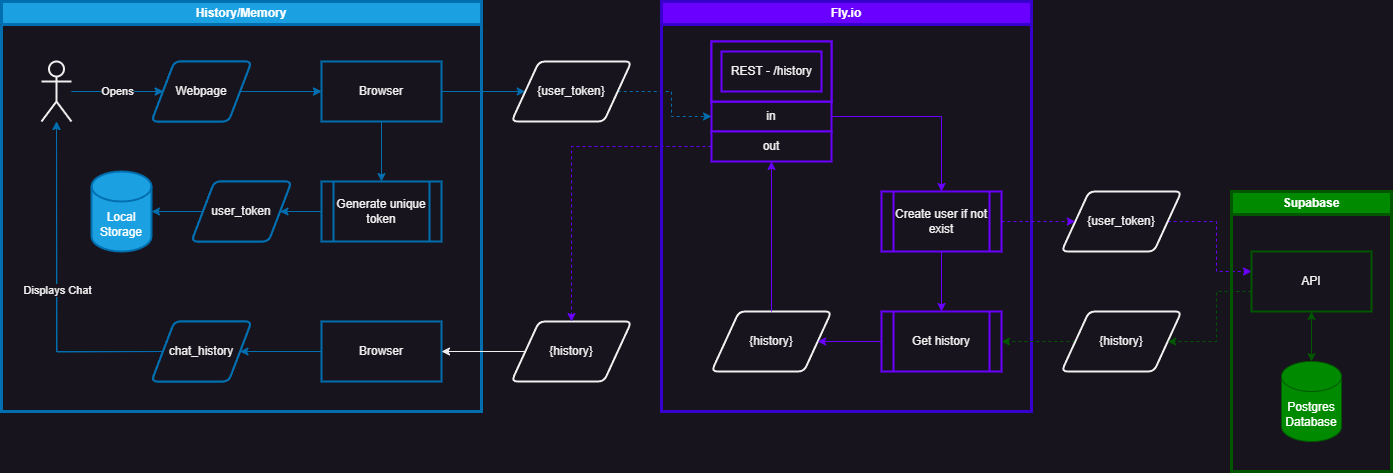 History/Memory
Fly.io
REST - /history
Opens
Webpage
Browser
{user_token}
in
out
Generate unique
token
user_token
Local
Storage
Create user if not
exist
{user_token}
Supabase
API
Displays Chat
chat_history
Browser
{history}
{history}
Get history
{history}
Postgres
Database